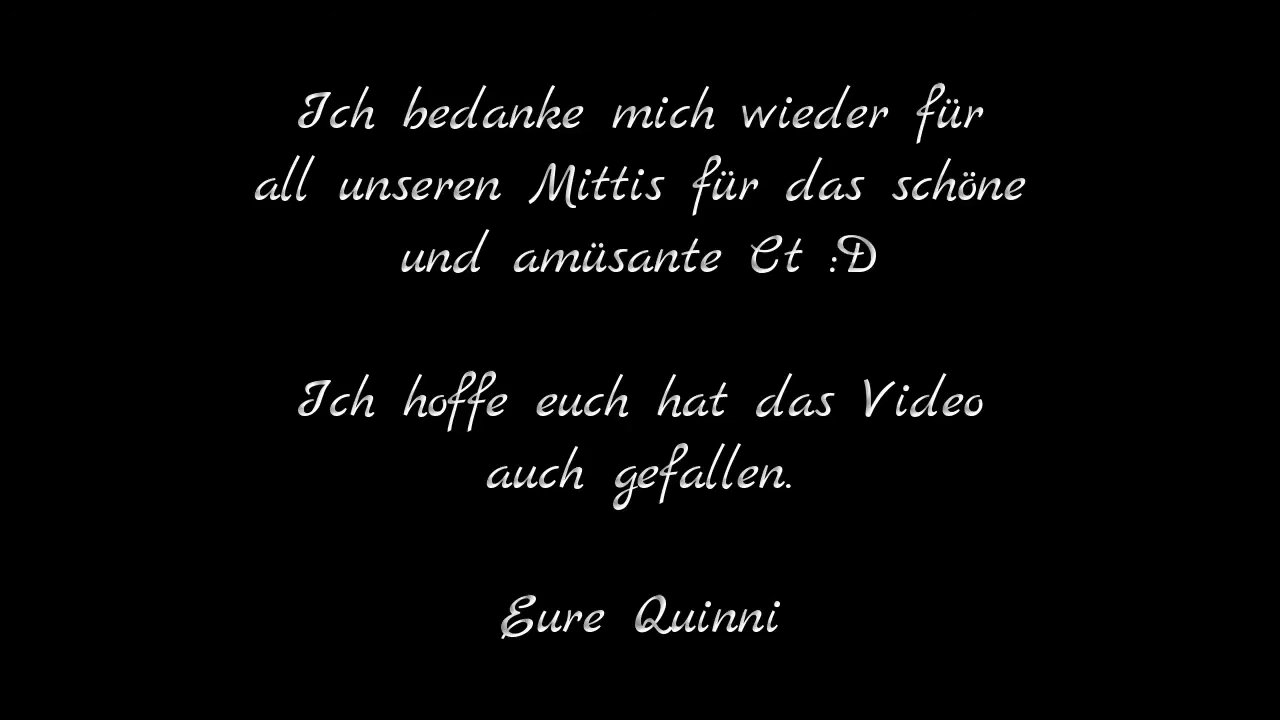 Ich bedanke mich wieder für
all unseren Mittis für das schöne
und amüsante Ct :D
Ich hoffe euch hat das Video
auch gefallen.
Eure Quinni